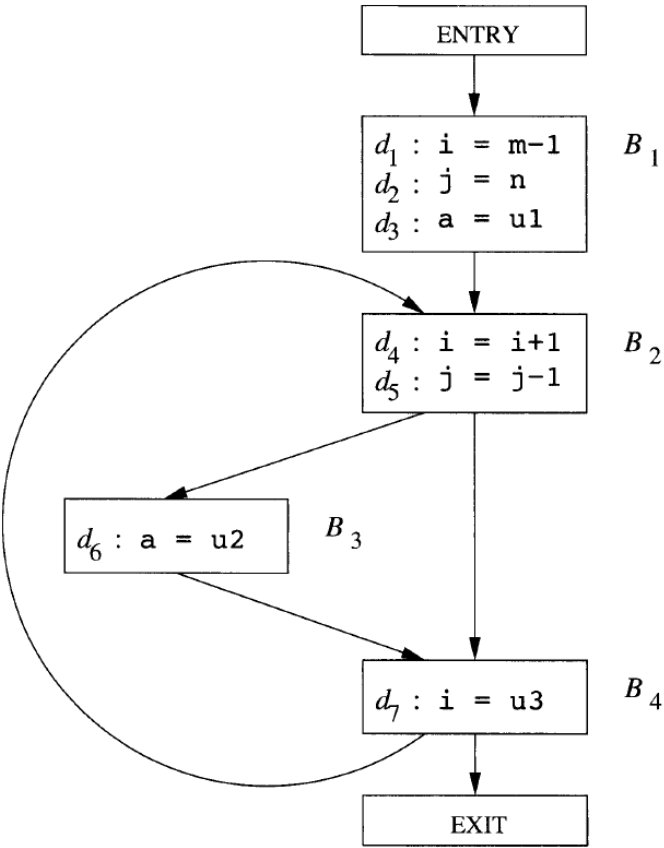 ENTRY
d1 : i = m-1
d2 : j = n
d3 : a = u1
B1
d4 : i = i+1
d5 : j = j-1
B2
d6 : a = u2
B3
d7 : i = u3
B4
EXIT